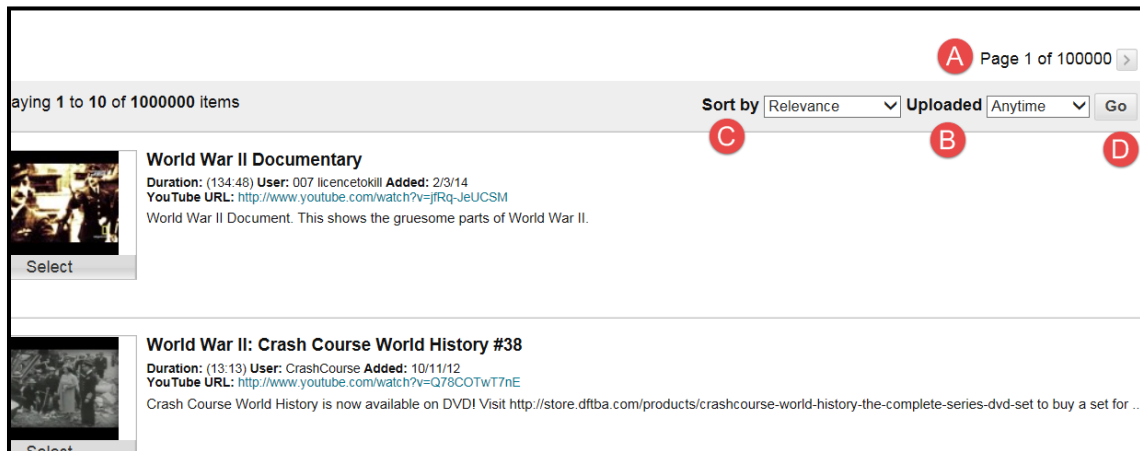 A Page 1 of 100000 >
aying 1 to 10 of 1000000 items Sort by Relevance Uploaded Anytime Go
C B D
World War II Documentary
Duration: (134:48) User: 007 licencetokill Added: 2/3/14
YouTube URL: http://www.youtube.com/watch?v=jfRq-JeUCSM
World War II Document. This shows the gruesome parts of World War II.
Select
World War II: Crash Course World History #38
Duration: (13:13) User: CrashCourse Added: 10/11/12
YouTube URL: http://www.youtube.com/watch?v=Q78COTwT7nE
Crash Course World History is now available on DVD! Visit http://store.dftba.com/products/crashcourse-world-history-the-complete-series-dvd-set to buy a set for ...
Select